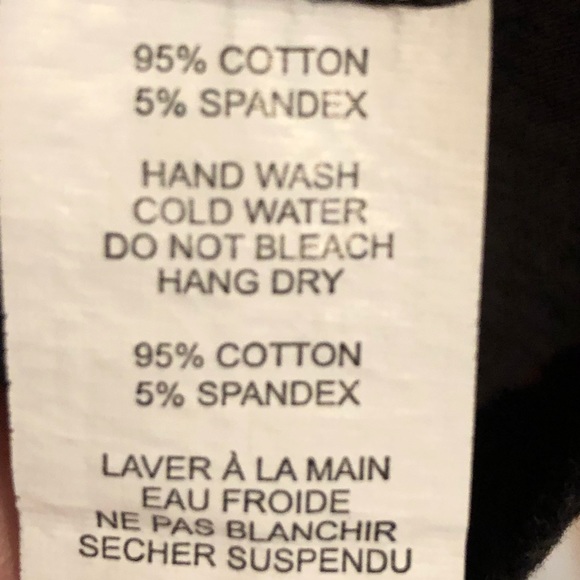 95% COTTON
5% SPANDEX
HAND WASH
COLD WATER
DO NOT BLEACH
HANG DRY
95% COTTON
5% SPANDEX
LAVER À LA MAIN
EAU FROIDE
NE PAS BLANCHIR
SECHER SUSPENDU